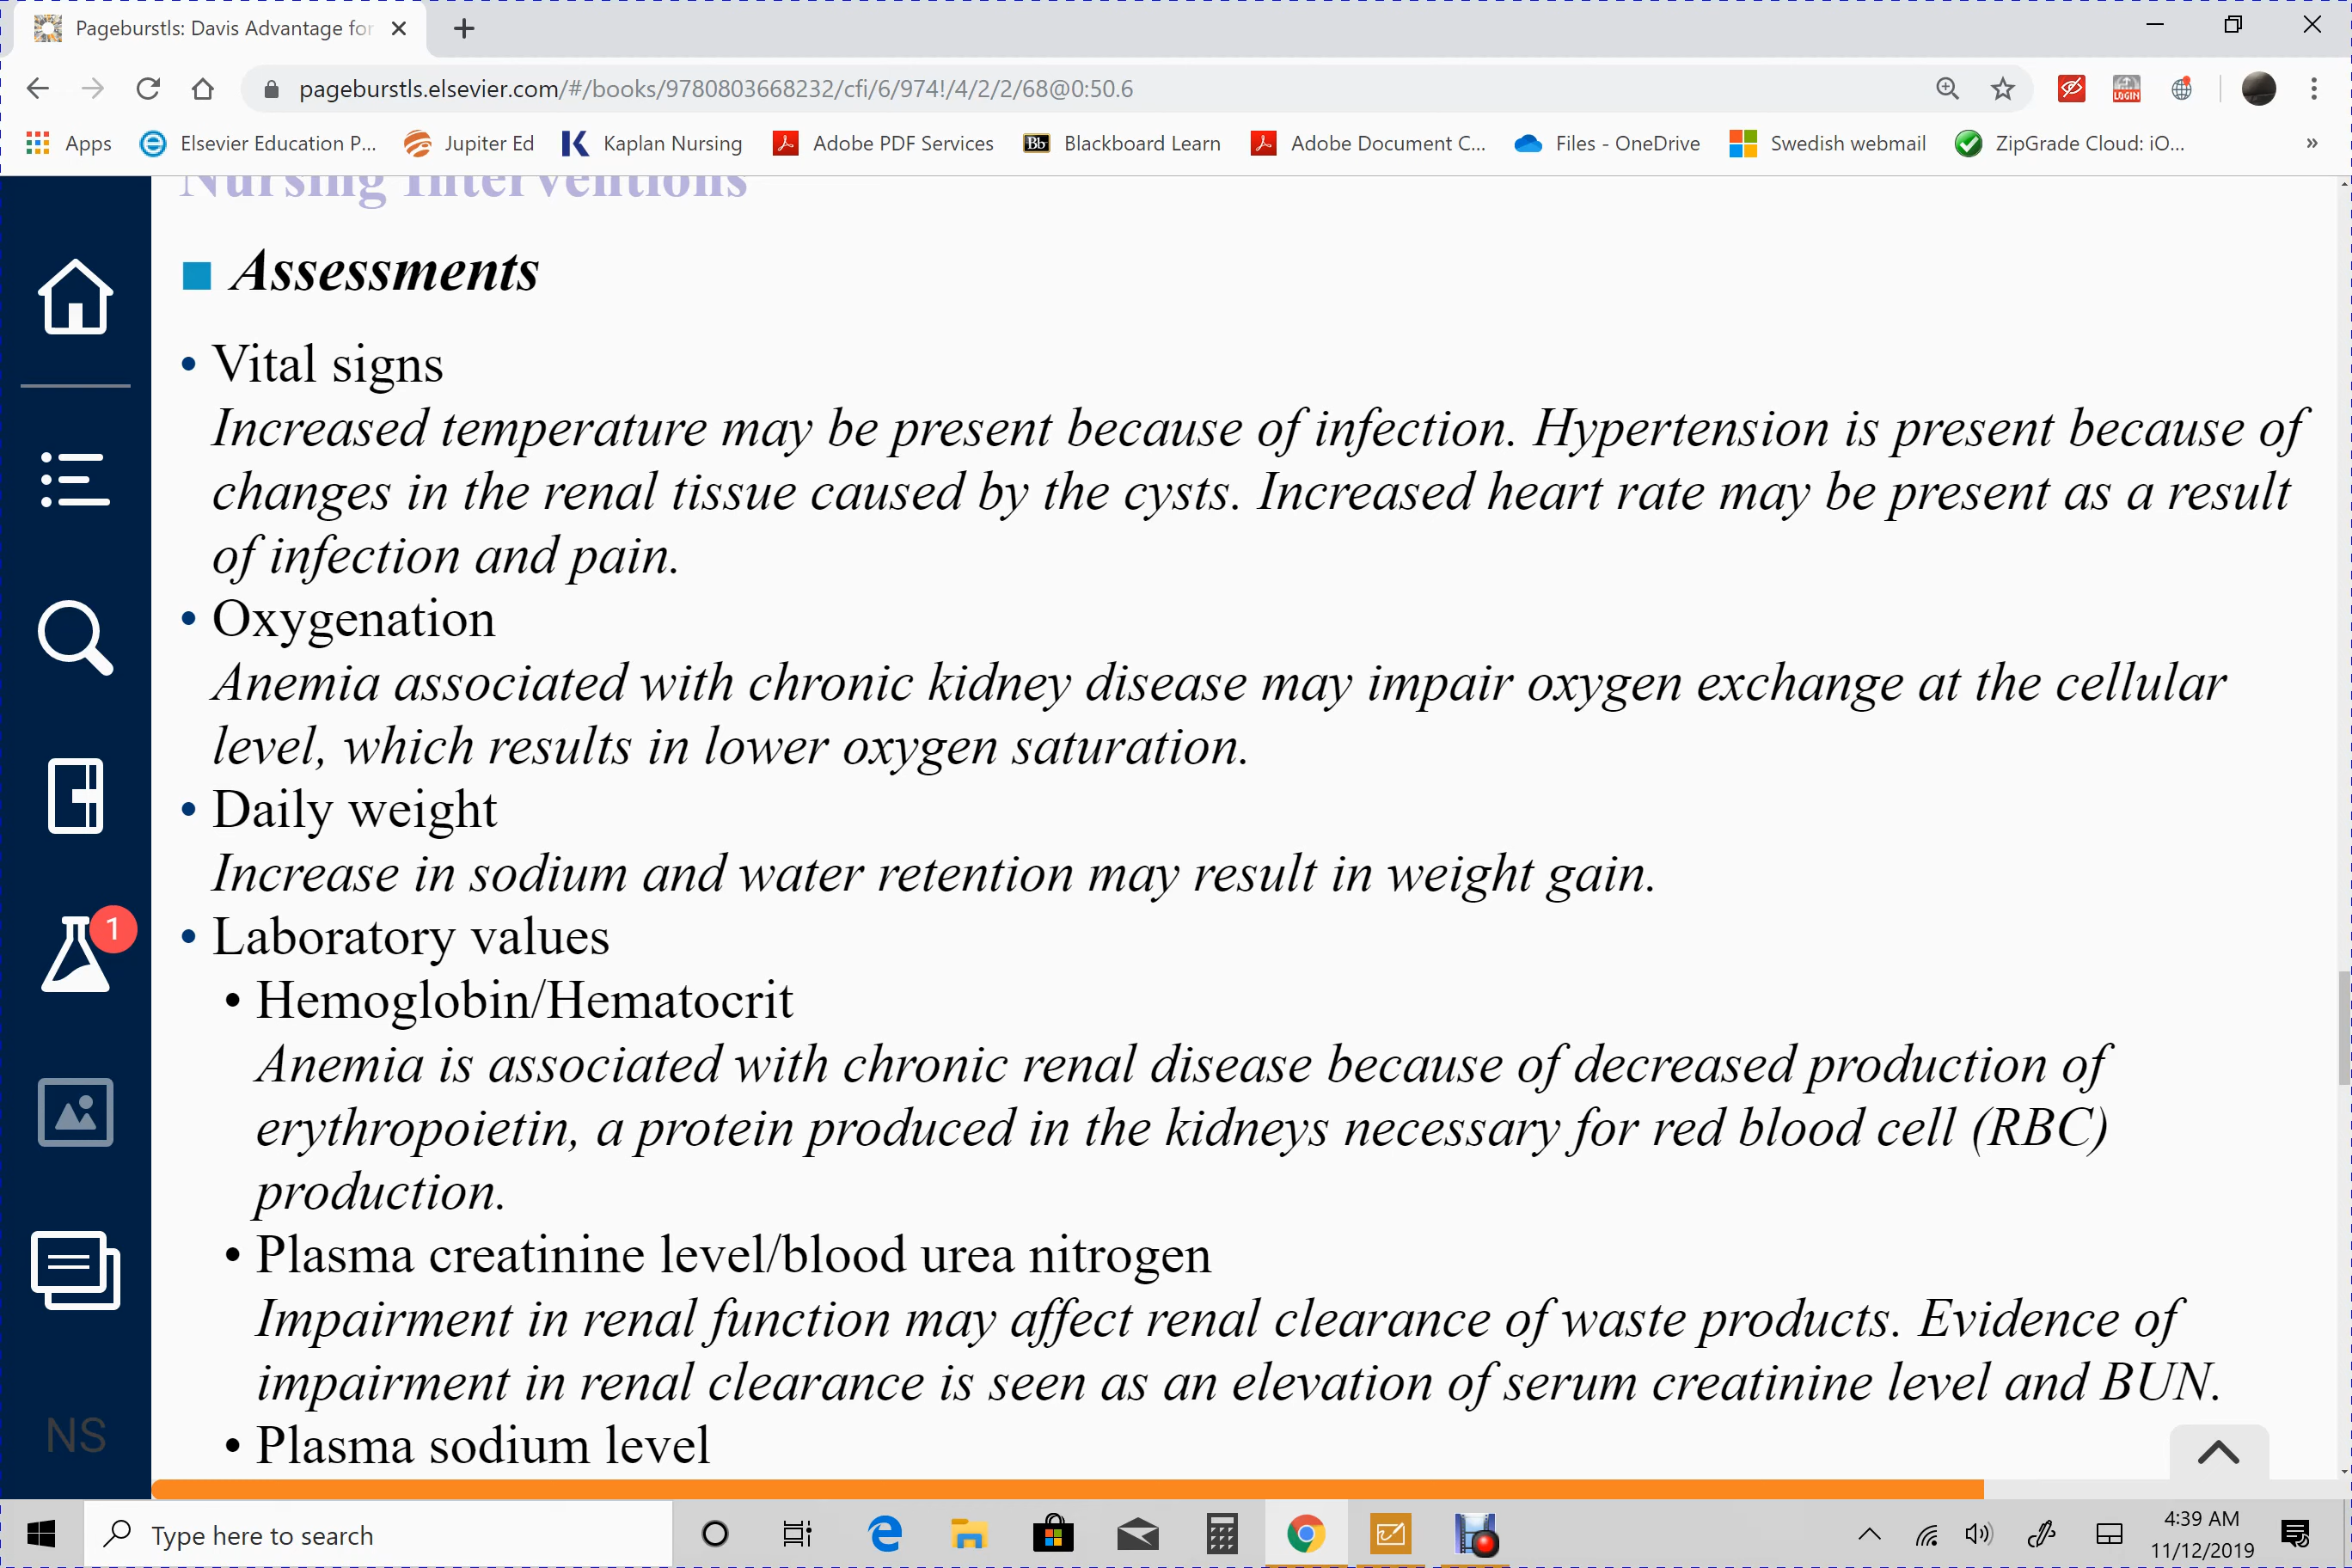 Pageburstls: Davis Advantage for
pageburstls.elsevier.com/#/books/9780803668232/cfi/6/974!/4/2/2/68@0:50.6
LOGIN
Apps
Elsevier Education P...
Jupiter Ed
Kaplan Nursing
Adobe PDF Services
Bb
Blackboard Learn
Adobe Document C...
Files - OneDrive
Swedish webmail
ZipGrade Cloud: iO...
»
Nursing Interventions
■ Assessments
• Vital signs
Increased temperature may be present because of infection. Hypertension is present because of
changes in the renal tissue caused by the cysts. Increased heart rate may be present as a result
of infection and pain.
• Oxygenation
Anemia associated with chronic kidney disease may impair oxygen exchange at the cellular
level, which results in lower oxygen saturation.
• Daily weight
Increase in sodium and water retention may result in weight gain.
• Laboratory values
• Hemoglobin/Hematocrit
Anemia is associated with chronic renal disease because of decreased production of
erythropoietin, a protein produced in the kidneys necessary for red blood cell (RBC)
production.
• Plasma creatinine level/blood urea nitrogen
Impairment in renal function may affect renal clearance of waste products. Evidence of
impairment in renal clearance is seen as an elevation of serum creatinine level and BUN.
• Plasma sodium level
1
NS
Type here to search
4:39 AM
11/12/2019